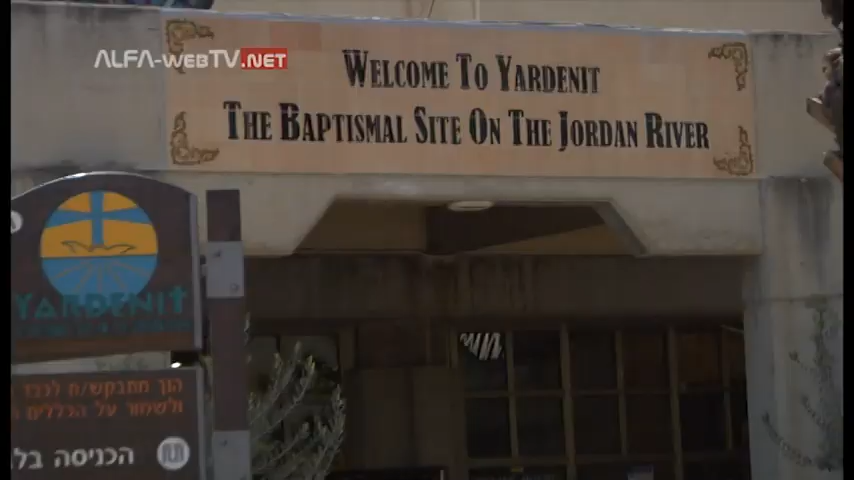 ALFA-WEBTV.NET
WELCOME TO YARDENIT
THE BAPTISMAL SITE ON THE JORDAN RIVER
YARDENIT
הנך מתבקש/ת לכבד
ולשמור על הכללים
הכניסה